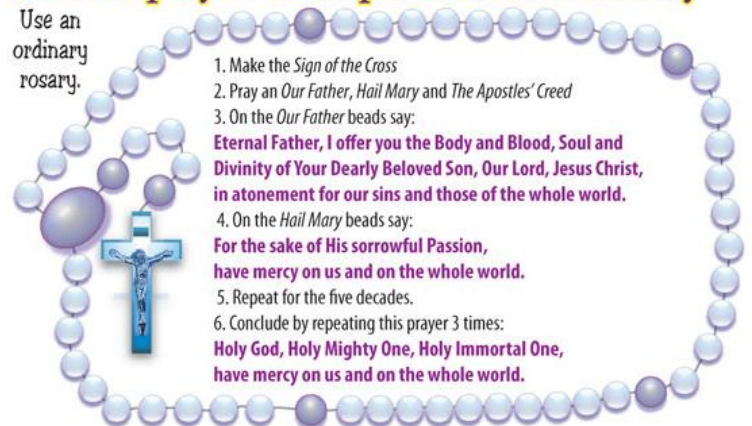 Use an
ordinary
rosary.
1. Make the Sign of the Cross
2. Pray an Our Father, Hail Mary and The Apostles' Creed
3. On the Our Father beads say:
Eternal Father, I offer you the Body and Blood, Soul and
Divinity of Your Dearly Beloved Son, Our Lord, Jesus Christ,
in atonement for our sins and those of the whole world.
4. On the Hail Mary beads say:
For the sake of His sorrowful Passion,
have mercy on us and on the whole world.
5. Repeat for the five decades.
6. Conclude by repeating this prayer 3 times:
Holy God, Holy Mighty One, Holy Immortal One,
have mercy on us and on the whole world.